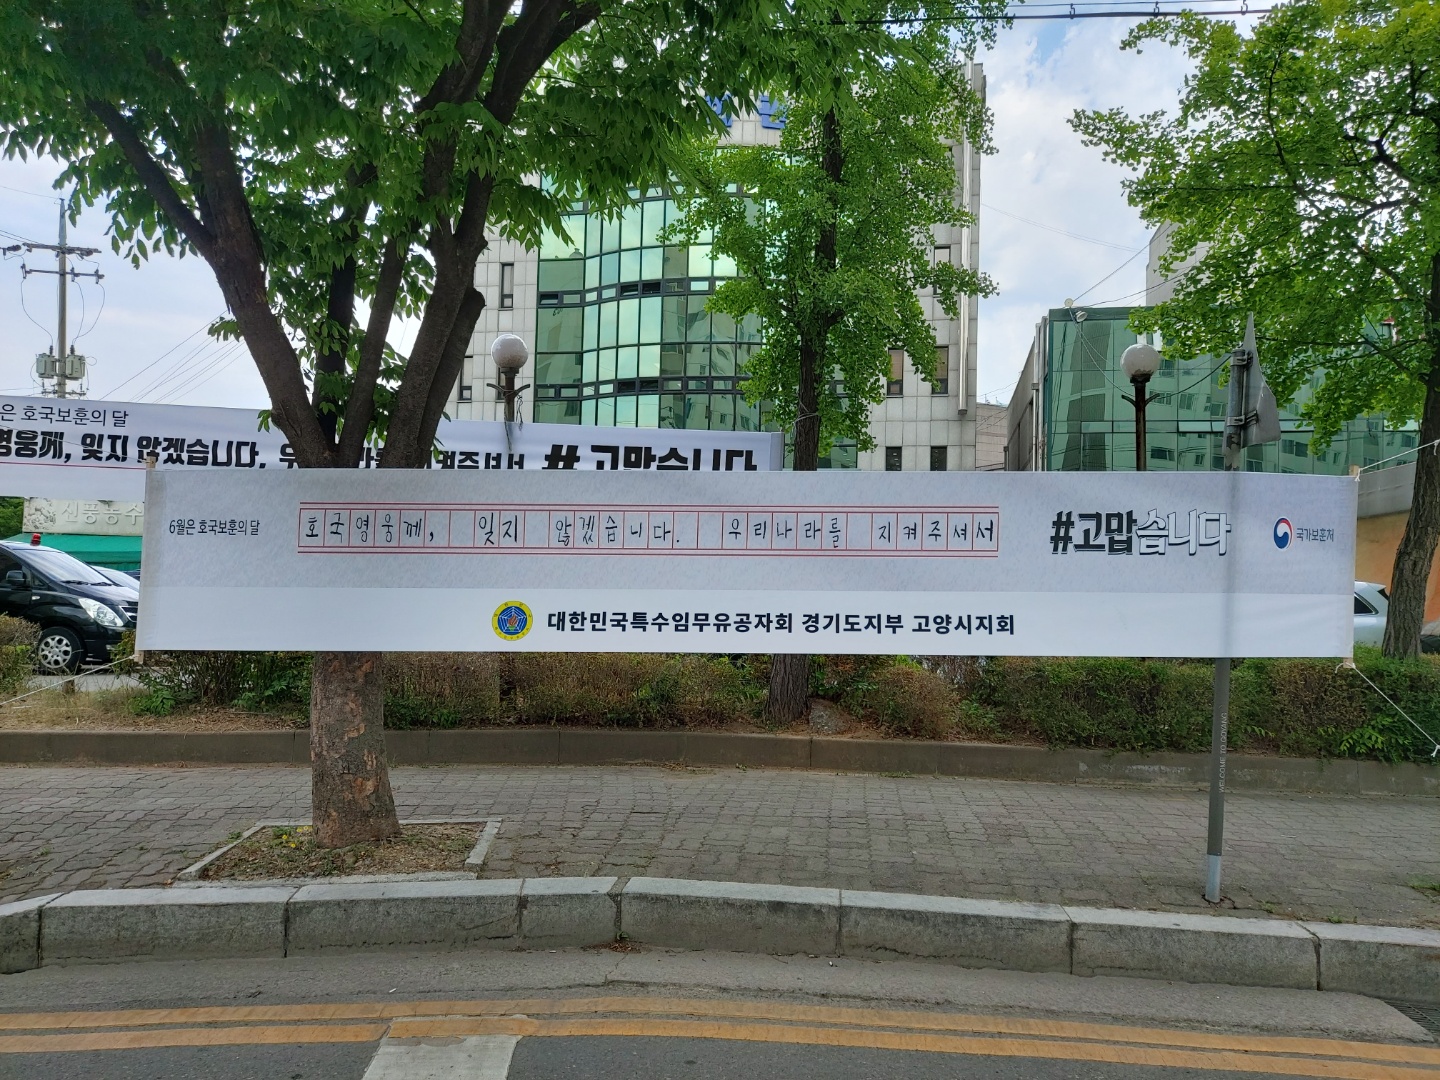 은 호국보훈의 달
영웅께, 잊지 않겠습니다.
#고맙습니다
6월은 호국보훈의 달
호국영웅께, 잊지 않겠습니다. 우리나라를 지켜주셔서
#고맙습니다
국가보훈처
대한민국특수임무유공자회 경기도지부 고양시지회
WELCOME TO GOYANG